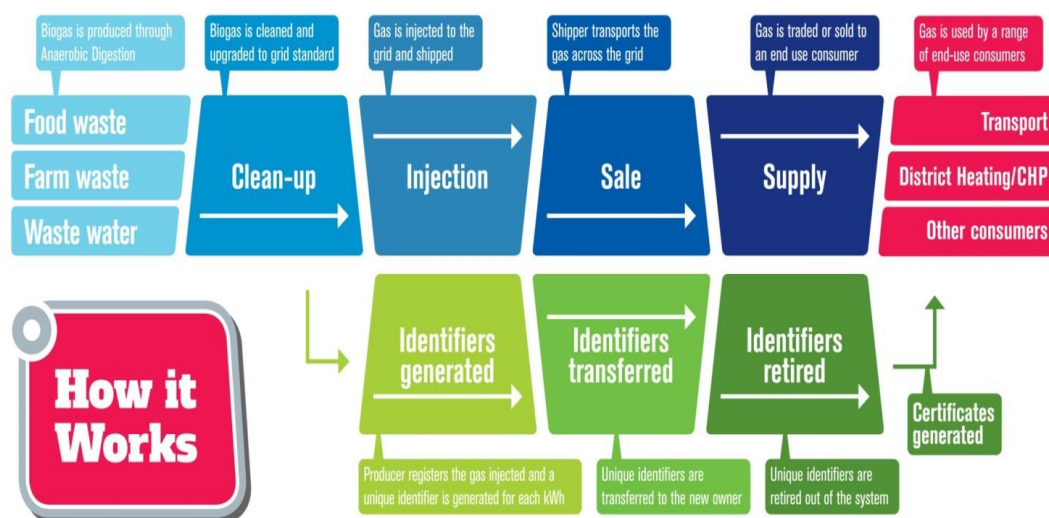 Biogas is produced through
Anaerobic Digestion
Biogas is cleaned and
upgraded to grid standard
Gas is injected to the
grid and shipped
Shipper transports the
gas across the grid
Gas is traded or sold to
an end use consumer
Gas is used by a range
of end-use consumers
Food waste
Farm waste
Waste water
Clean-up
Injection
Sale
Supply
Transport
District Heating/CHP
Other consumers
How it
Works
Identifiers
generated
Identifiers
transferred
Identifiers
retired
Certificates
generated
Producer registers the gas injected and a
unique identifier is generated for each kWh
Unique identifiers are
transferred to the new owner
Unique identifiers are
retired out of the system